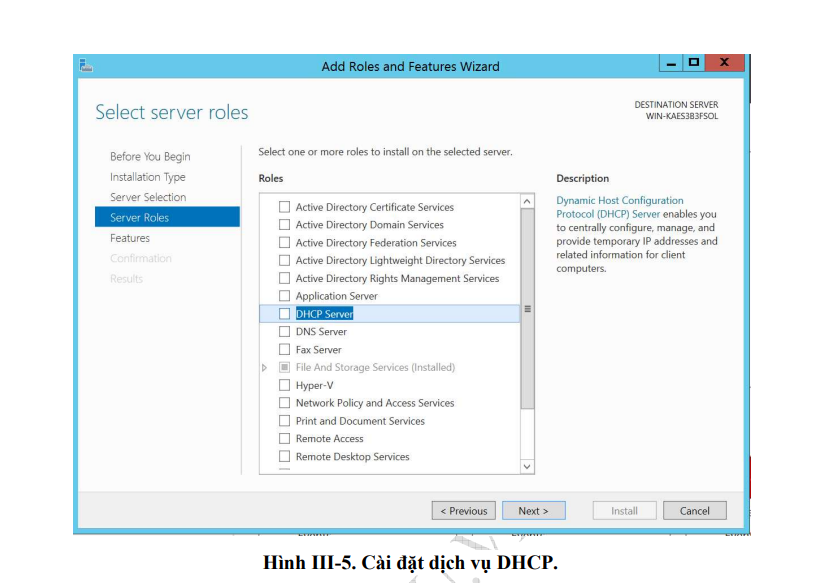 Add Roles and Features Wizard
Select server roles
DESTINATION SERVER
WIN-KAES3B3FSOL
Before You Begin
Installation Type
Server Selection
Server Roles
Features
Confirmation
Results
Select one or more roles to install on the selected server.
Roles
Active Directory Certificate Services
Active Directory Domain Services
Active Directory Federation Services
Active Directory Lightweight Directory Services
Active Directory Rights Management Services
Application Server
DHCP Server
DNS Server
Fax Server
File And Storage Services (Installed)
Hyper-V
Network Policy and Access Services
Print and Document Services
Remote Access
Remote Desktop Services
Description
Dynamic Host Configuration
Protocol (DHCP) Server enables you
to centrally configure, manage, and
provide temporary IP addresses and
related information for client
computers.
< Previous
Next >
Install
Cancel
Hình III-5. Cài đặt dịch vụ DHCP.